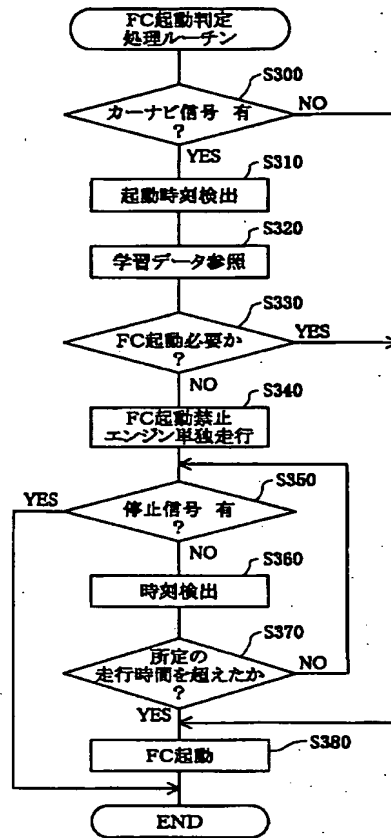 FC起動判定
処理ルーチン
S300
カーナビ信号 有
?
NO
YES
S310
起動時刻検出
S320
学習データ参照
S330
FC起動必要か
?
YES
NO
S340
FC起動禁止
エンジン単独走行
S350
YES
停止信号 有
?
NO
S360
時刻検出
S370
所定の
走行時間を超えたか
?
NO
YES
S380
FC起動
END